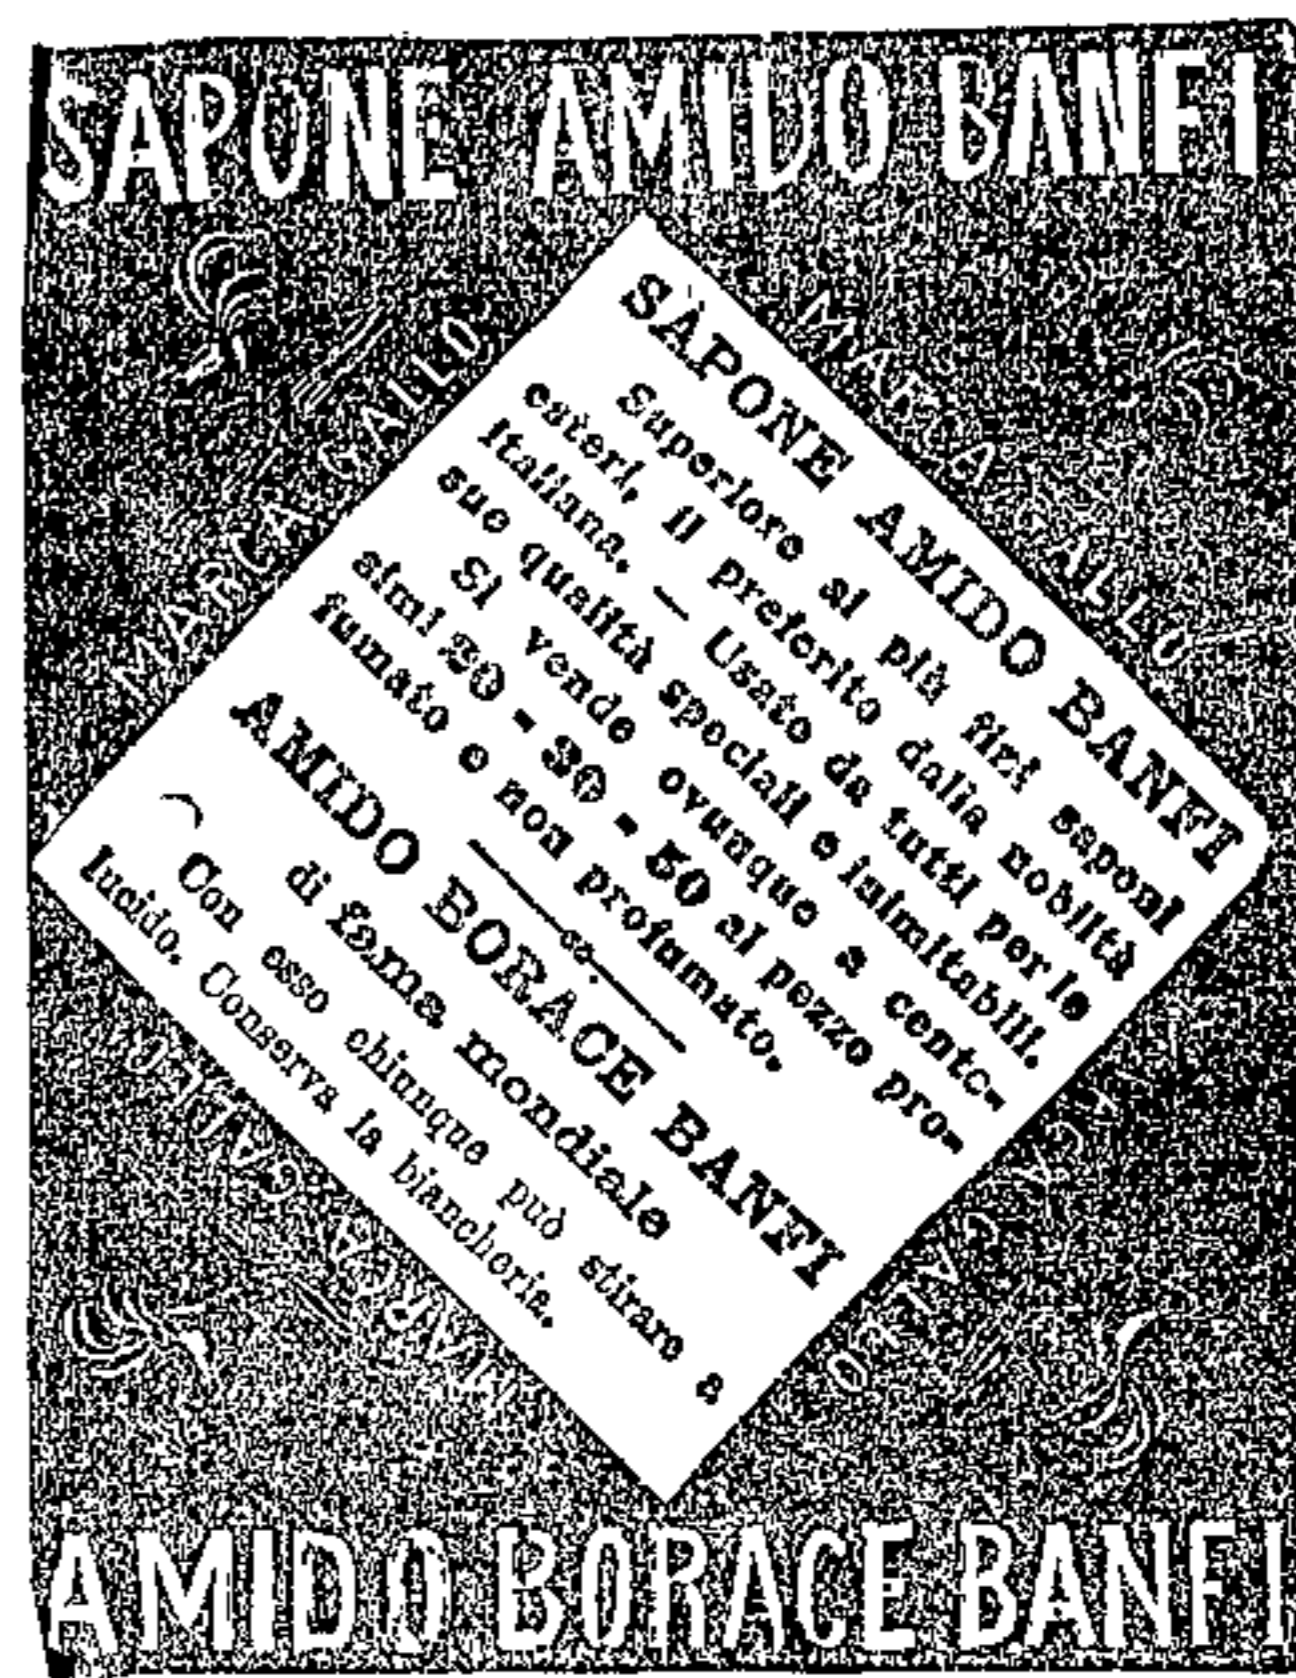 SAPONE AMIDO BANFI
MARCA GALLO
MARCA GALLO
SAPONE AMIDO BANFI
Superiore ai più fini saponi
esteri, il preferito dalla nobiltà
Italiana. — Usato da tutti per le
sue qualità speciali e inimitabili.
Si vende ovunque a cente-
simi 20 - 30 - 50 al pezzo pro-
fumato e non profumato.
AMIDO BORACE BANFI
di fama mondiale
Con esso chiunque può stirare a
lucido. Conserva la biancheria.
MARCA GALLO
MARCA GALLO
AMIDO BORACE BANFI